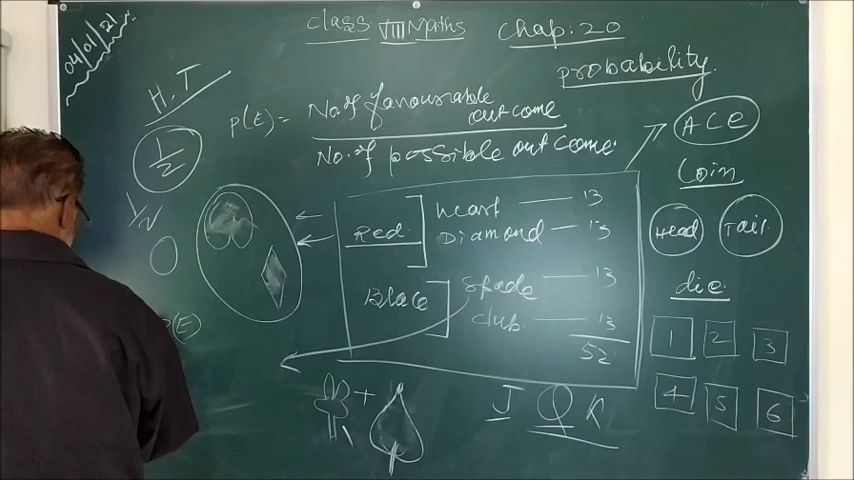 04/01/21
class VIII Maths chap: 20
probability
H, T
P(E) = No. of favourable outcome
No. of possible outcome
ACE
1/2
Coin
Head Tail
Red Heart 13
Diamond 13
Black Spade 13
club 13
52
die
1 2 3
4 5 6
Y/N
0
P(E)
+
J Q K